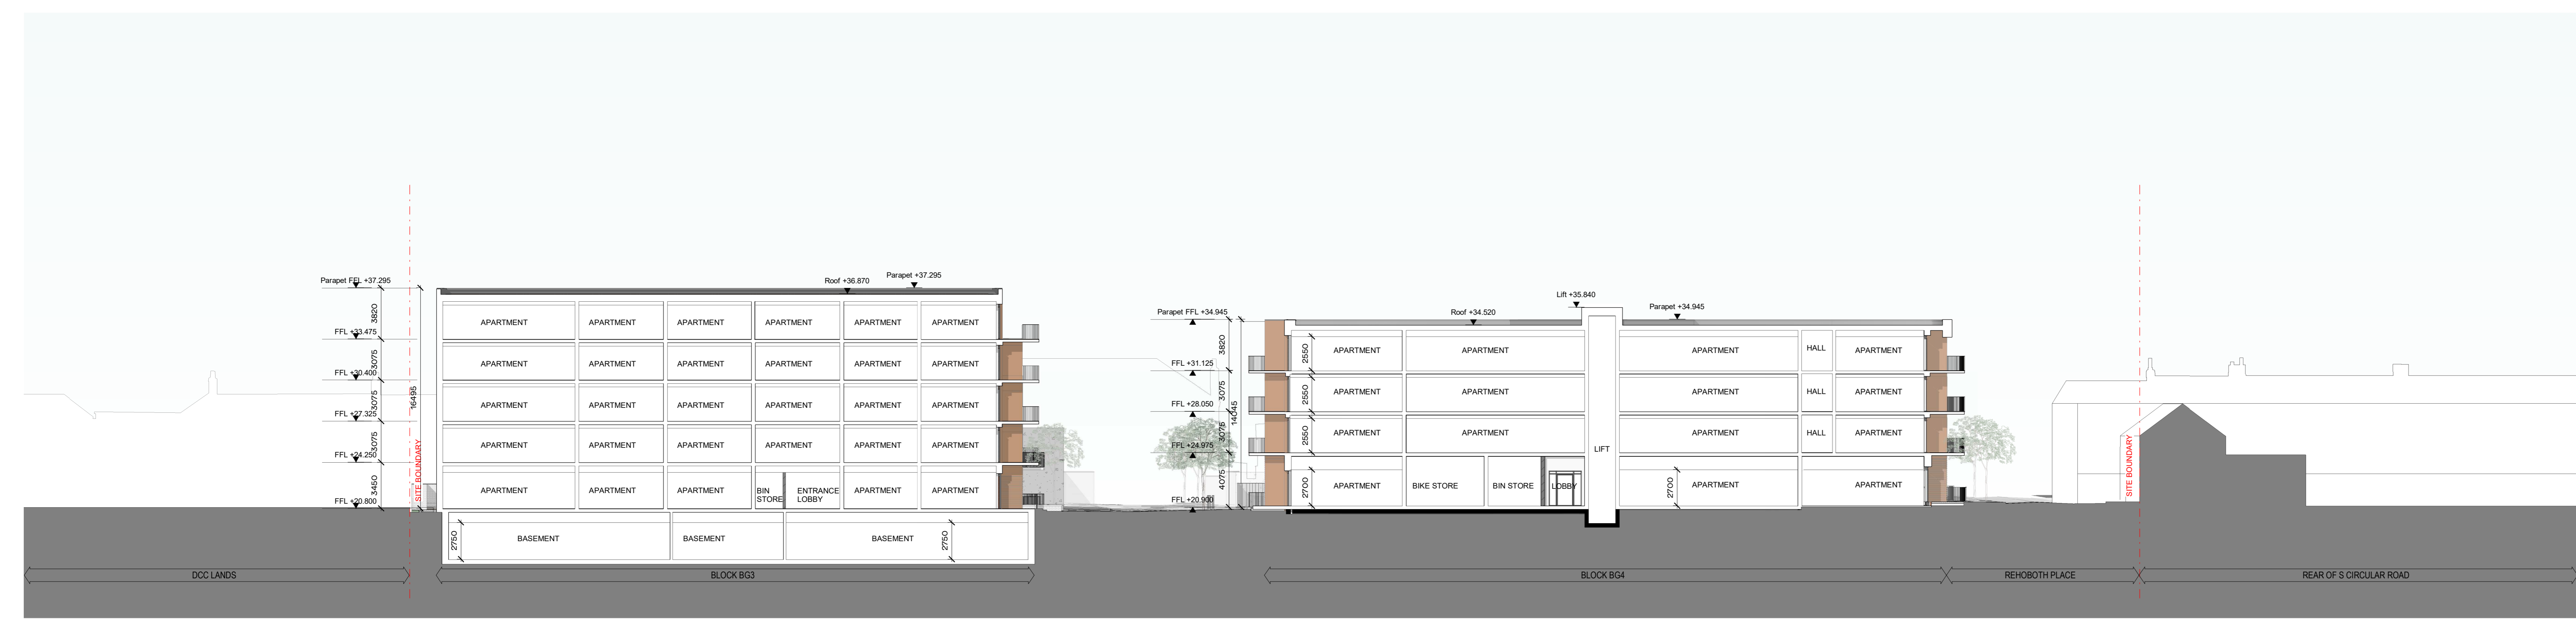 Parapet FFL +37.295
Roof +36.870
Parapet +37.295
3820
FFL +33.475
3075
FFL +30.400
3075
FFL +27.325
3075
FFL +24.250
3450
FFL +20.800
16495
SITE BOUNDARY
APARTMENT APARTMENT APARTMENT APARTMENT APARTMENT APARTMENT
APARTMENT APARTMENT APARTMENT APARTMENT APARTMENT APARTMENT
APARTMENT APARTMENT APARTMENT APARTMENT APARTMENT APARTMENT
APARTMENT APARTMENT APARTMENT APARTMENT APARTMENT APARTMENT
APARTMENT APARTMENT APARTMENT BIN STORE ENTRANCE LOBBY APARTMENT APARTMENT
2750 BASEMENT BASEMENT BASEMENT 2750
Parapet FFL +34.945
Roof +34.520
Lift +35.840
Parapet +34.945
3820
FFL +31.125
3075
FFL +28.050
3075
FFL +24.975
4075
FFL +20.900
14045
2550 APARTMENT APARTMENT APARTMENT HALL APARTMENT
2550 APARTMENT APARTMENT APARTMENT HALL APARTMENT
2550 APARTMENT APARTMENT APARTMENT HALL APARTMENT
LIFT
2700 APARTMENT BIKE STORE BIN STORE LOBBY 2700 APARTMENT APARTMENT
SITE BOUNDARY
DCC LANDS
BLOCK BG3
BLOCK BG4
REHOBOTH PLACE
REAR OF S CIRCULAR ROAD